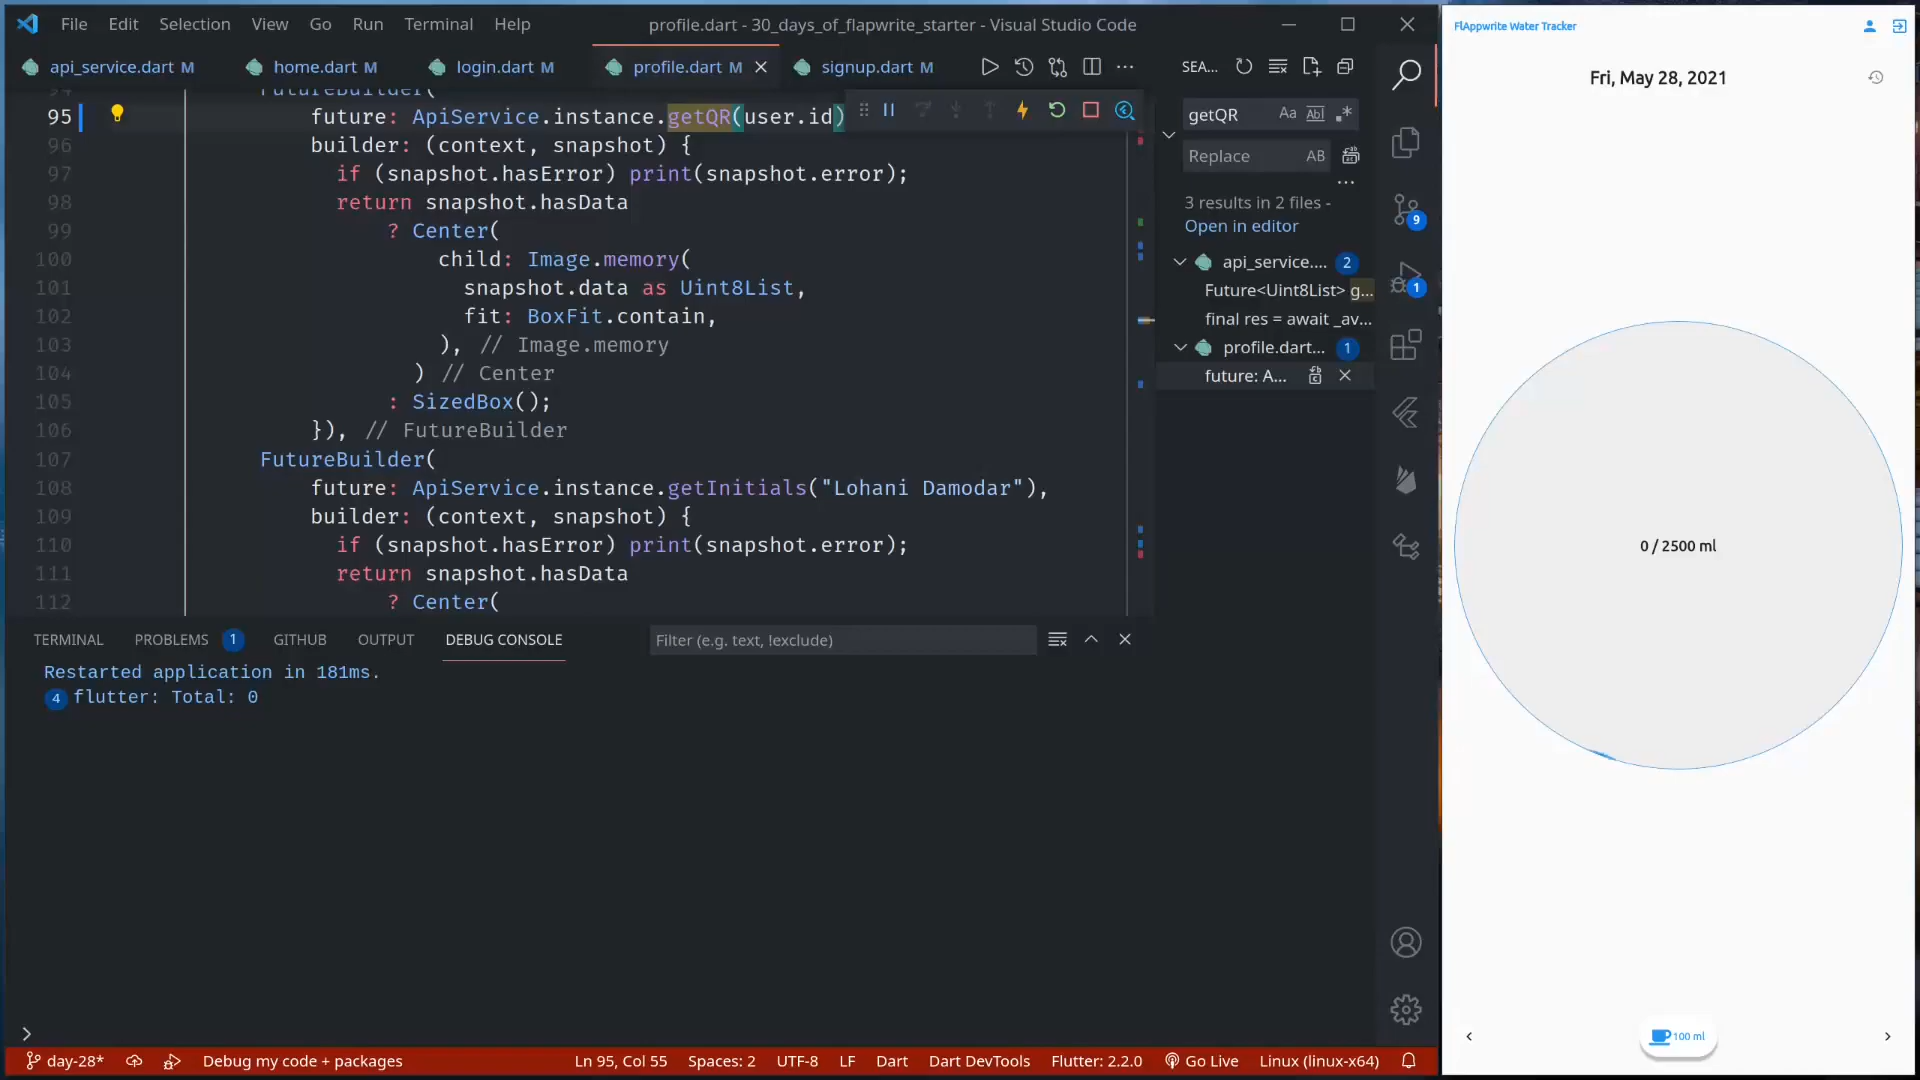 File Edit Selection View Go Run Terminal Help
profile.dart - 30_days_of_flapwrite_starter - Visual Studio Code
api_service.dart M home.dart M login.dart M profile.dart M signup.dart M
94 FutureBuilder(
95 future: ApiService.instance.getQR(user.id)
96 builder: (context, snapshot) {
97 if (snapshot.hasError) print(snapshot.error);
98 return snapshot.hasData
99 ? Center(
100 child: Image.memory(
101 snapshot.data as Uint8List,
102 fit: BoxFit.contain,
103 ), // Image.memory
104 ) // Center
105 : SizedBox();
106 }), // FutureBuilder
107 FutureBuilder(
108 future: ApiService.instance.getInitials("Lohani Damodar"),
109 builder: (context, snapshot) {
110 if (snapshot.hasError) print(snapshot.error);
111 return snapshot.hasData
112 ? Center(
SEA...
getQR Aa Ab .*
Replace AB
...
3 results in 2 files -
Open in editor
api_service.... 2
Future<Uint8List> g...
final res = await _av...
profile.dart... 1
future: A...
9
1
TERMINAL PROBLEMS 1 GITHUB OUTPUT DEBUG CONSOLE
Filter (e.g. text, !exclude)
Restarted application in 181ms.
4 flutter: Total: 0
day-28* Debug my code + packages Ln 95, Col 55 Spaces: 2 UTF-8 LF Dart Dart DevTools Flutter: 2.2.0 Go Live Linux (linux-x64)
FlAppwrite Water Tracker
Fri, May 28, 2021
0 / 2500 ml
100 ml